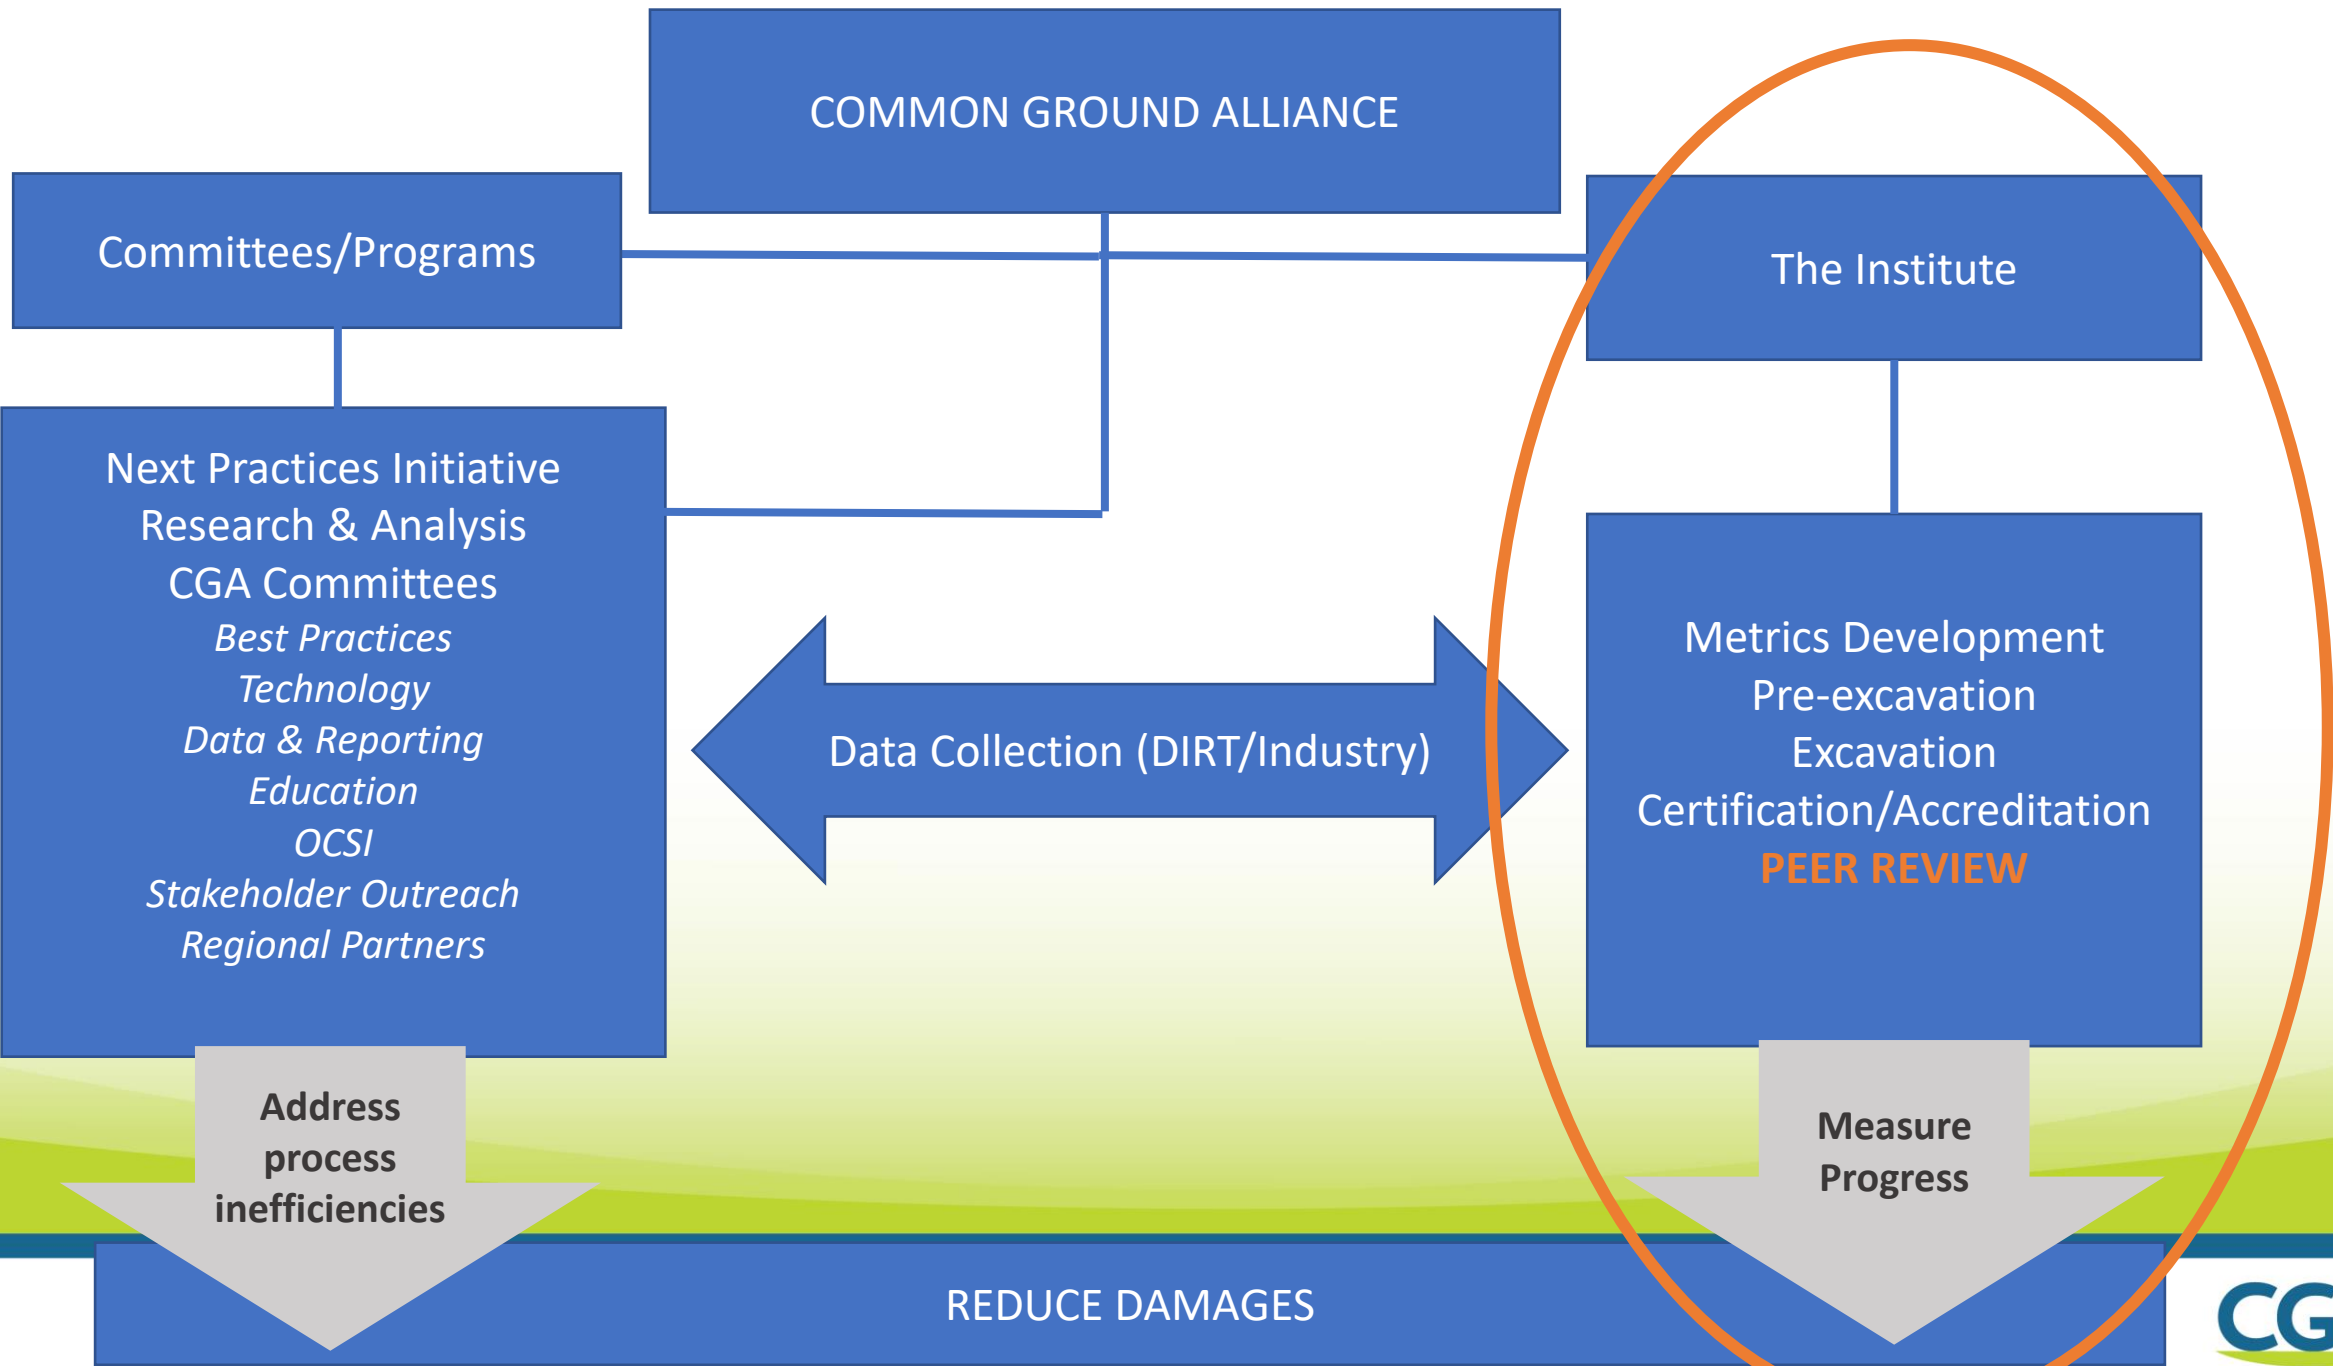 COMMON GROUND ALLIANCE
Committees/Programs
The Institute
Next Practices Initiative
Research & Analysis
CGA Committees
Best Practices
Technology
Data & Reporting
Education
OCSI
Stakeholder Outreach
Regional Partners
Data Collection (DIRT/Industry)
Metrics Development
Pre-excavation
Excavation
Certification/Accreditation
PEER REVIEW
Address
process
inefficiencies
Measure
Progress
REDUCE DAMAGES
CG